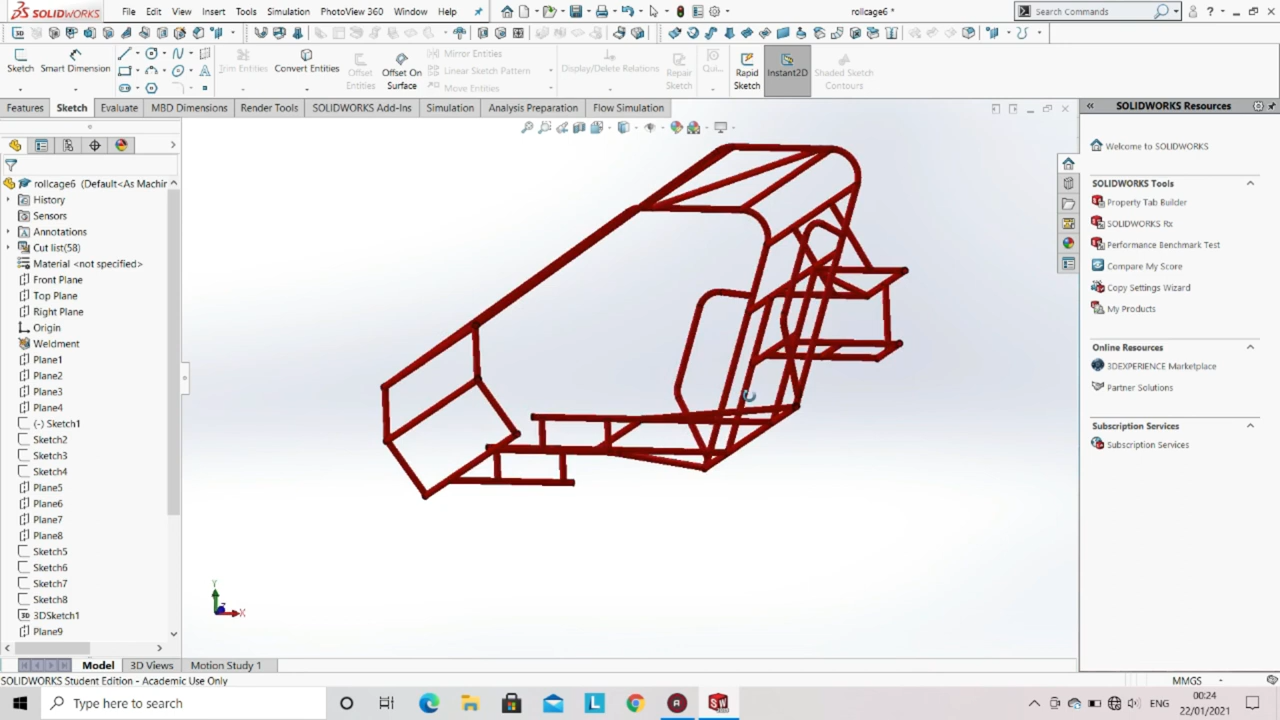 SOLIDWORKS File Edit View Insert Tools Simulation PhotoView 360 Window Help rollcage6 * Search Commands
Sketch Smart Dimension Trim Entities Convert Entities Offset Entities Offset On Surface Mirror Entities Linear Sketch Pattern Move Entities Display/Delete Relations Repair Sketch Qui... Rapid Sketch Instant2D Shaded Sketch Contours
Features Sketch Evaluate MBD Dimensions Render Tools SOLIDWORKS Add-Ins Simulation Analysis Preparation Flow Simulation
rollcage6 (Default<As Machir
History
Sensors
Annotations
Cut list(58)
Material <not specified>
Front Plane
Top Plane
Right Plane
Origin
Weldment
Plane1
Plane2
Plane3
Plane4
(-) Sketch1
Sketch2
Sketch3
Sketch4
Plane5
Plane6
Plane7
Plane8
Sketch5
Sketch6
Sketch7
Sketch8
3D 3DSketch1
Plane9
Y
Z
X
SOLIDWORKS Resources
Welcome to SOLIDWORKS
SOLIDWORKS Tools
Property Tab Builder
SOLIDWORKS Rx
Performance Benchmark Test
Compare My Score
Copy Settings Wizard
My Products
Online Resources
3DEXPERIENCE Marketplace
Partner Solutions
Subscription Services
Subscription Services
Model 3D Views Motion Study 1
SOLIDWORKS Student Edition - Academic Use Only MMGS
Type here to search ENG 00:24
22/01/2021